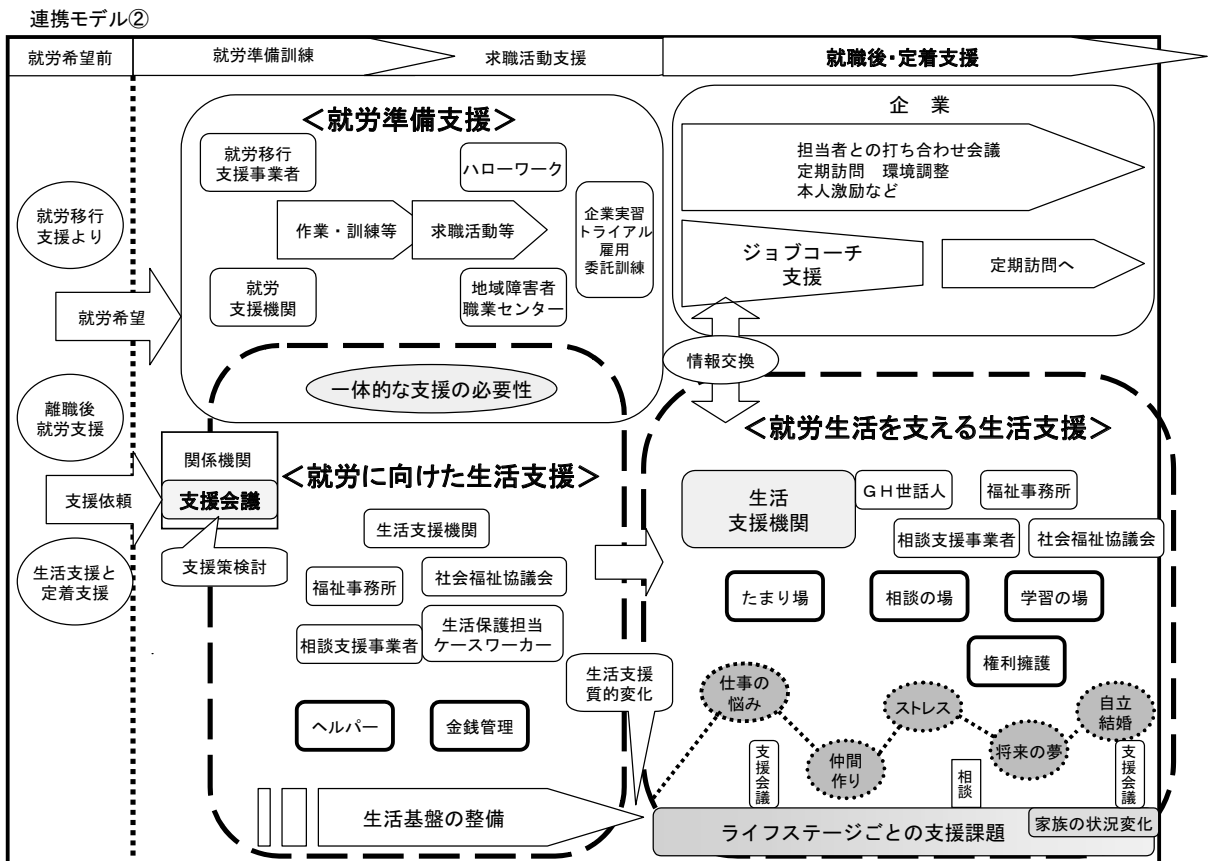 連携モデル②
就労希望前
就労準備訓練
求職活動支援
就職後・定着支援
＜就労準備支援＞
就労移行
支援事業者
ハローワーク
作業・訓練等
求職活動等
企業実習
トライアル
雇用
委託訓練
就労
支援機関
地域障害者
職業センター
企　業
担当者との打ち合わせ会議
定期訪問　環境調整
本人激励など
ジョブコーチ
支援
定期訪問へ
就労移行
支援より
就労希望
離職後
就労支援
支援依頼
生活支援と
定着支援
情報交換
一体的な支援の必要性
関係機関
支援会議
支援策検討
＜就労に向けた生活支援＞
生活支援機関
福祉事務所
社会福祉協議会
相談支援事業者
生活保護担当
ケースワーカー
ヘルパー
金銭管理
生活基盤の整備
生活支援
質的変化
＜就労生活を支える生活支援＞
生活
支援機関
ＧＨ世話人
福祉事務所
相談支援事業者
社会福祉協議会
たまり場
相談の場
学習の場
権利擁護
仕事の
悩み
仲間
作り
ストレス
将来の夢
自立
結婚
支援会議
相談
支援会議
ライフステージごとの支援課題
家族の状況変化